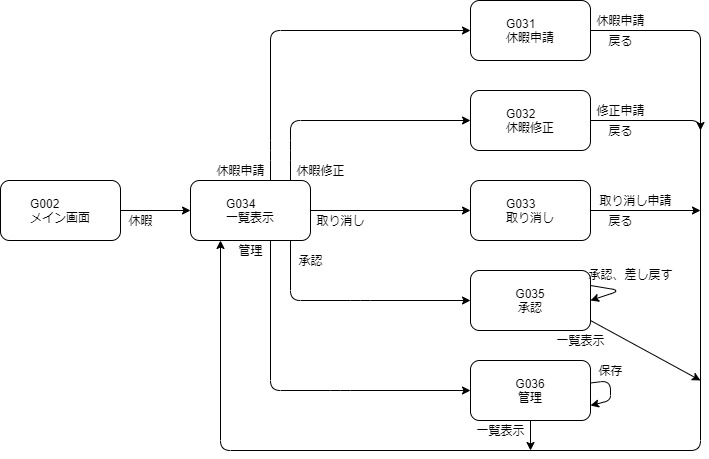 G031
休暇申請
休暇申請
戻る
G032
休暇修正
修正申請
戻る
休暇申請
休暇修正
G002
メイン画面
休暇
G034
一覧表示
取り消し
G033
取り消し
取り消し申請
戻る
管理
承認
G035
承認
承認、差し戻す
一覧表示
G036
管理
保存
一覧表示